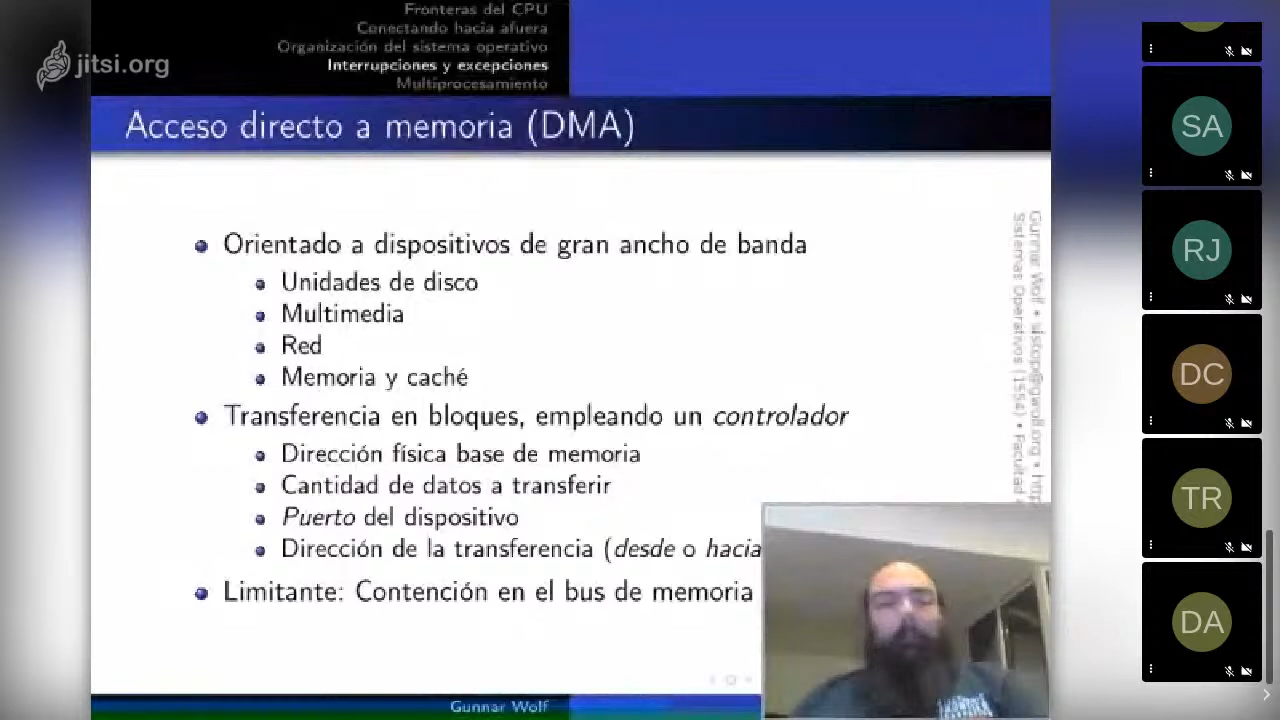 Fronteras del CPU
Conectando hacia afuera
Organización del sistema operativo
Interrupciones y excepciones
Multiprocesamiento
jitsi.org
Acceso directo a memoria (DMA)
Orientado a dispositivos de gran ancho de banda
Unidades de disco
Multimedia
Red
Memoria y caché
Transferencia en bloques, empleando un controlador
Dirección física base de memoria
Cantidad de datos a transferir
Puerto del dispositivo
Dirección de la transferencia (desde o hacia
Limitante: Contención en el bus de memoria
Gunnar Wolf
SA
RJ
DC
TR
DA